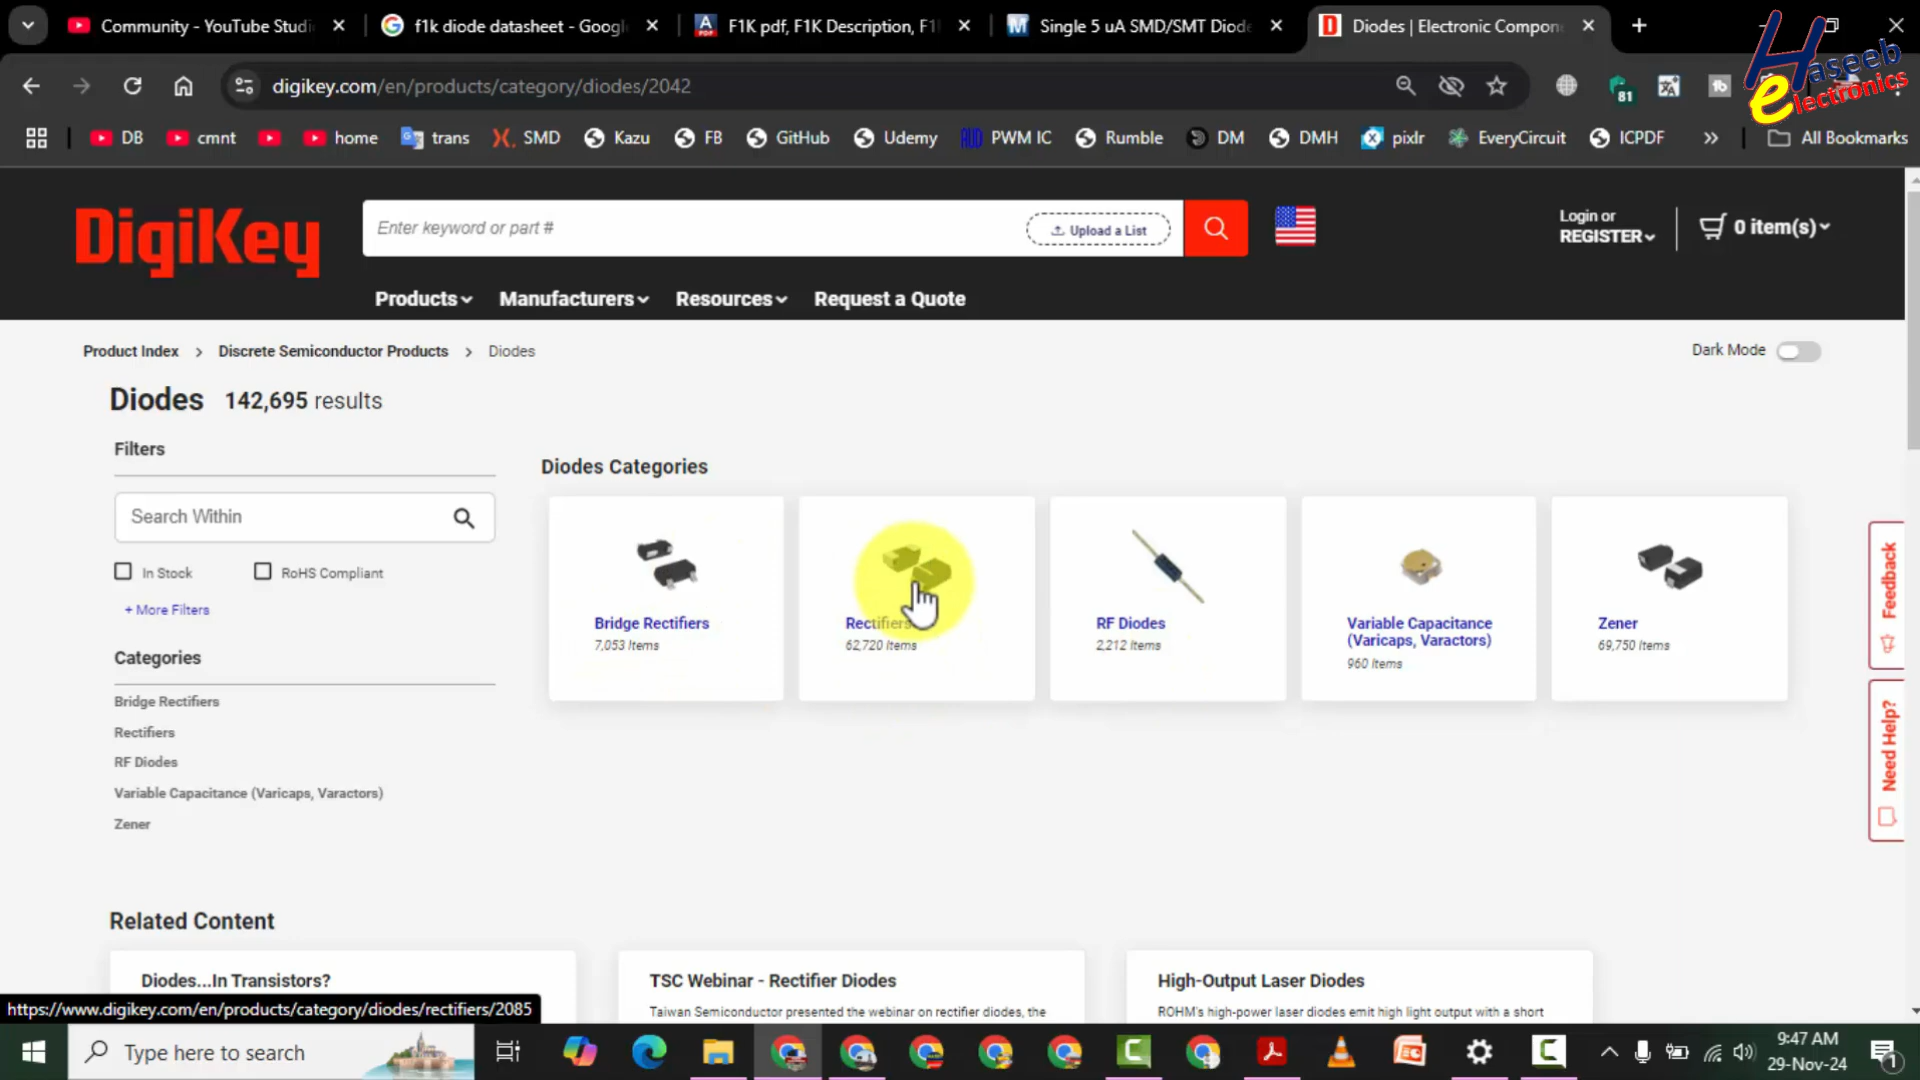 Community - YouTube Studi
f1k diode datasheet - Googl
F1K pdf, F1K Description, F1
Single 5 uA SMD/SMT Diode
Diodes | Electronic Compon
Haseeb
electronics
digikey.com/en/products/category/diodes/2042
81
DB
cmnt
home
trans
SMD
Kazu
FB
GitHub
Udemy
PWM IC
Rumble
DM
DMH
pixlr
EveryCircuit
ICPDF
All Bookmarks
DigiKey
Enter keyword or part #
Upload a List
Login or
REGISTER
0 item(s)
Products
Manufacturers
Resources
Request a Quote
Product Index > Discrete Semiconductor Products > Diodes
Dark Mode
Diodes 142,695 results
Filters
Search Within
In Stock
RoHS Compliant
+ More Filters
Categories
Bridge Rectifiers
Rectifiers
RF Diodes
Variable Capacitance (Varicaps, Varactors)
Zener
Diodes Categories
Bridge Rectifiers
7,053 Items
Rectifiers
62,720 Items
RF Diodes
2,212 Items
Variable Capacitance
(Varicaps, Varactors)
960 Items
Zener
69,750 Items
Feedback
Need Help?
Related Content
Diodes...In Transistors?
TSC Webinar - Rectifier Diodes
Taiwan Semiconductor presented the webinar on rectifier diodes, the
High-Output Laser Diodes
ROHM's high-power laser diodes emit high light output with a short
https://www.digikey.com/en/products/category/diodes/rectifiers/2085
Type here to search
9:47 AM
29-Nov-24
1